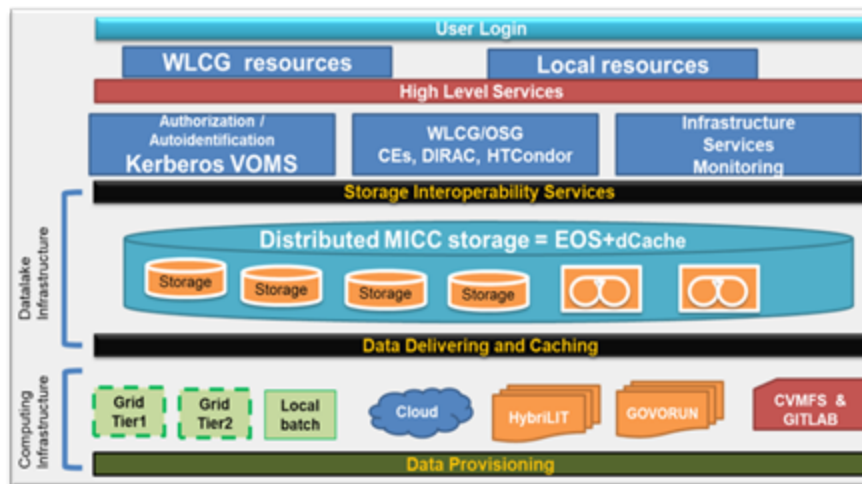 User Login
WLCG resources
Local resources
High Level Services
Authorization /
Autoidentification
Kerberos VOMS
WLCG/OSG
CEs, DIRAC, HTCondor
Infrastructure
Services
Monitoring
Storage Interoperability Services
Datalake
Infrastructure
Distributed MICC storage = EOS+dCache
Storage
Storage
Storage
Storage
Data Delivering and Caching
Computing
Infrastructure
Grid
Tier1
Grid
Tier2
Local
batch
Cloud
HybriLIT
GOVORUN
CVMFS &
GITLAB
Data Provisioning